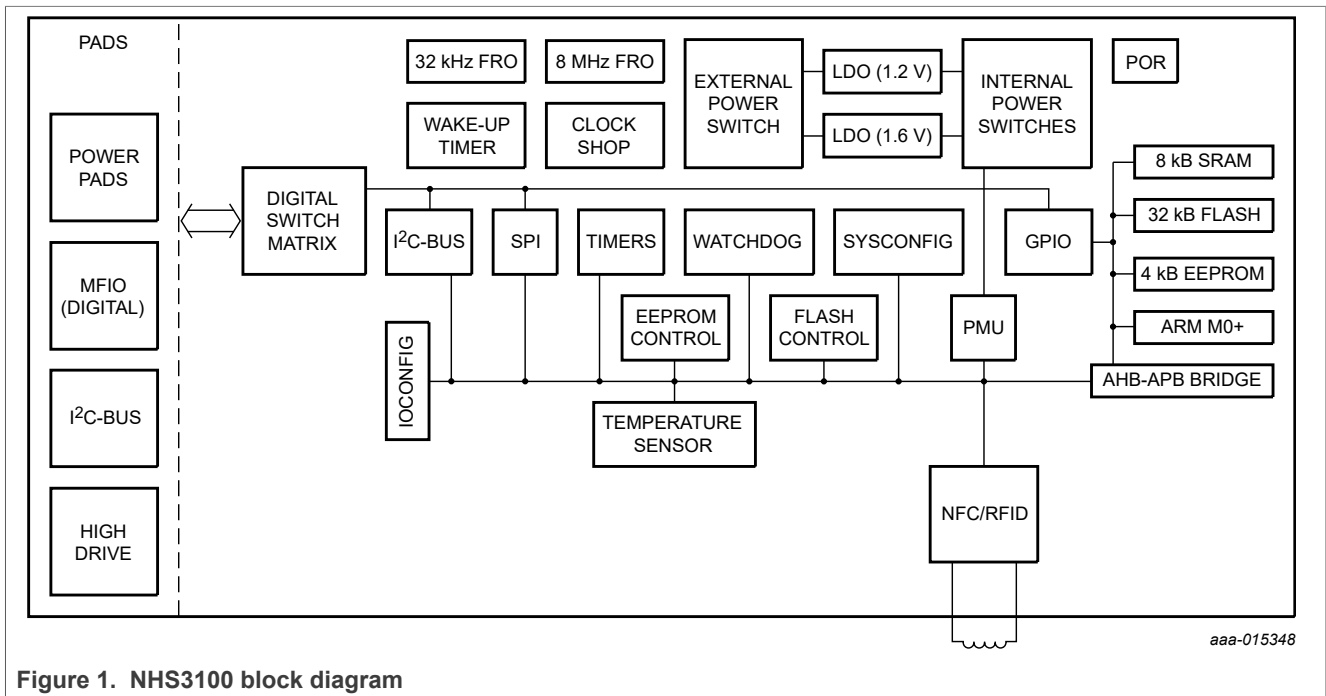 PADS
POWER
PADS
MFIO
(DIGITAL)
I²C-BUS
HIGH
DRIVE
DIGITAL
SWITCH
MATRIX
32 kHz FRO
8 MHz FRO
WAKE-UP
TIMER
CLOCK
SHOP
EXTERNAL
POWER
SWITCH
LDO (1.2 V)
LDO (1.6 V)
INTERNAL
POWER
SWITCHES
POR
I²C-BUS
SPI
TIMERS
WATCHDOG
SYSCONFIG
GPIO
8 kB SRAM
32 kB FLASH
4 kB EEPROM
ARM M0+
AHB-APB BRIDGE
IOCONFIG
EEPROM
CONTROL
FLASH
CONTROL
PMU
TEMPERATURE
SENSOR
NFC/RFID
aaa-015348
Figure 1. NHS3100 block diagram